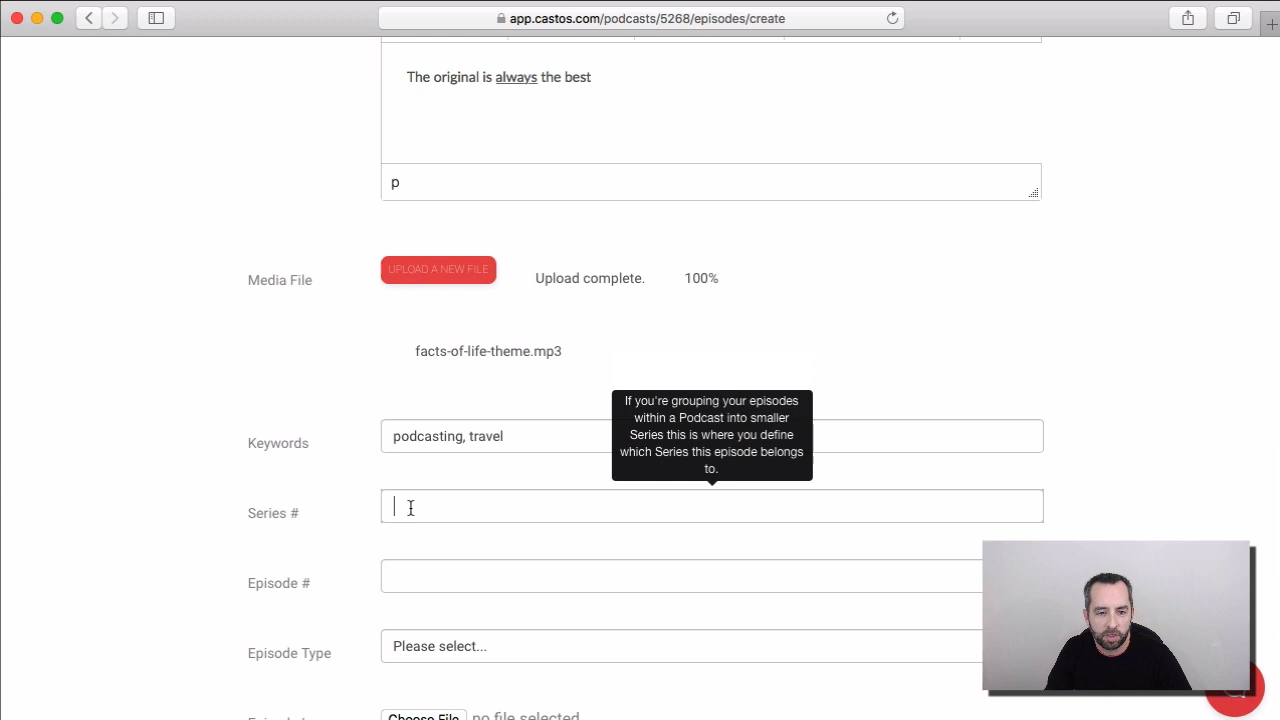 app.castos.com/podcasts/5268/episodes/create
The original is always the best
p
Media File
UPLOAD A NEW FILE
Upload complete.
100%
facts-of-life-theme.mp3
If you're grouping your episodes
within a Podcast into smaller
Series this is where you define
which Series this episode belongs
to.
Keywords
podcasting, travel
Series #
Episode #
Episode Type
Please select...
Choose File
no file selected